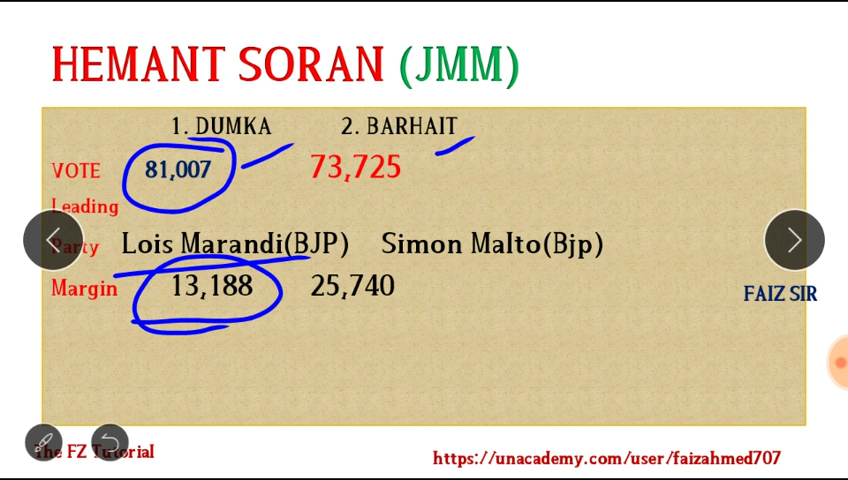 HEMANT SORAN (JMM)
1. DUMKA 2. BARHAIT
VOTE 81,007 73,725
Leading
Party Lois Marandi(BJP) Simon Malto(Bjp)
Margin 13,188 25,740
FAIZ SIR
The FZ Tutorial
https://unacademy.com/user/faizahmed707